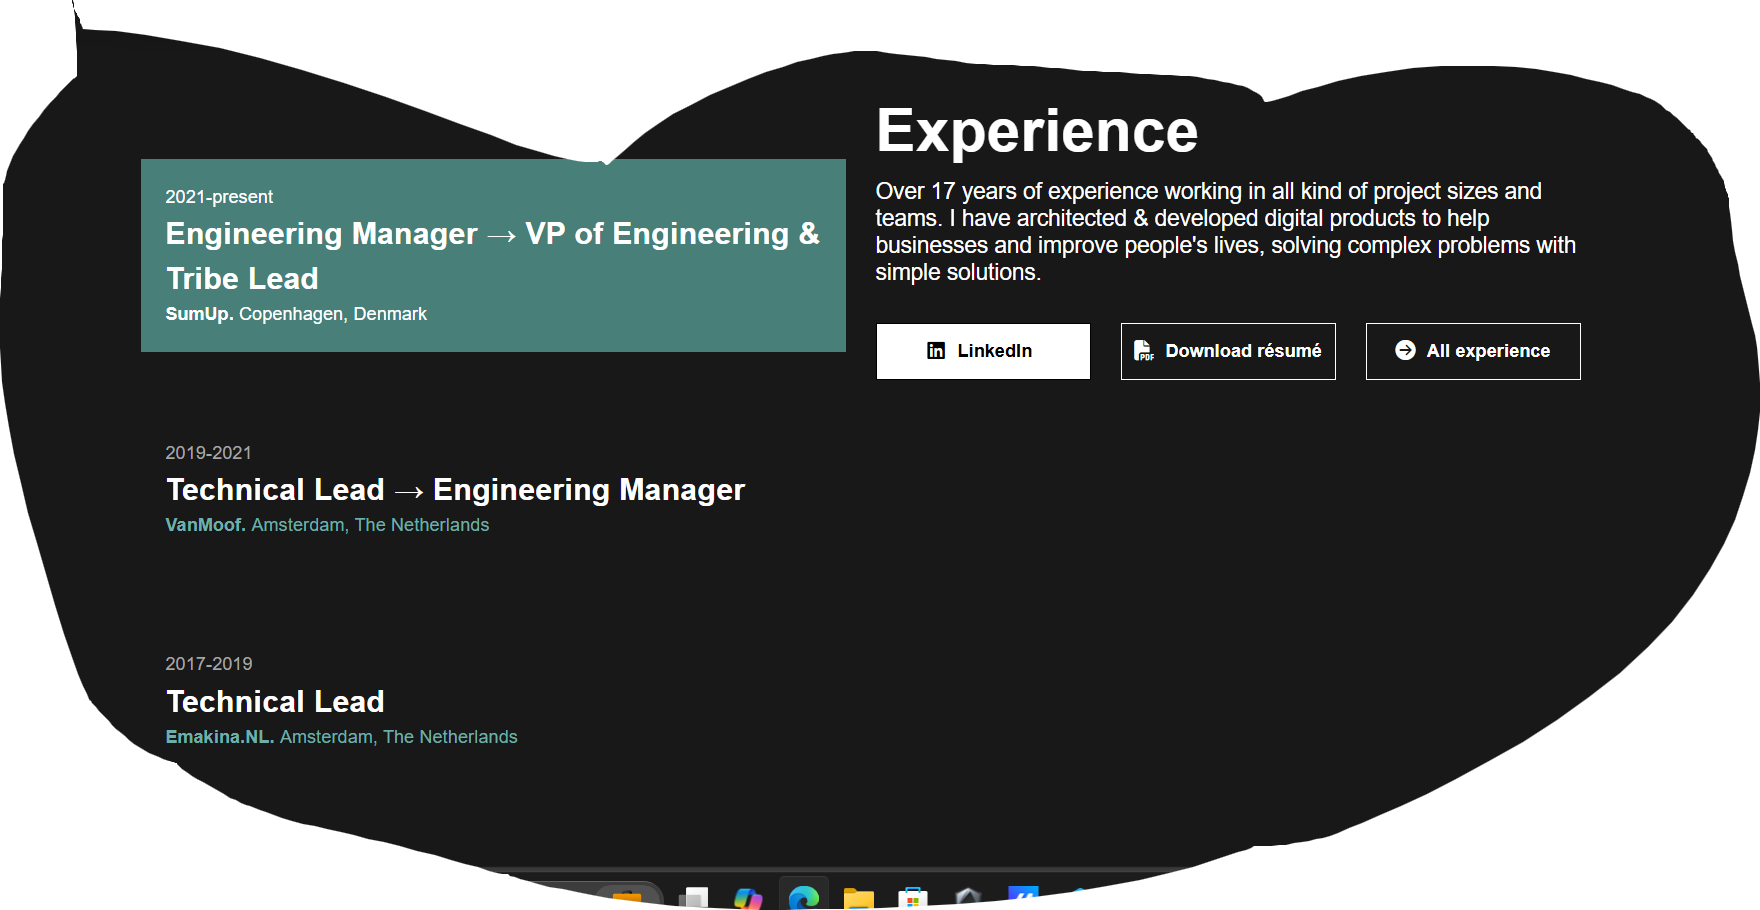 2021-present
Engineering Manager → VP of Engineering &
Tribe Lead
SumUp. Copenhagen, Denmark
2019-2021
Technical Lead → Engineering Manager
VanMoof. Amsterdam, The Netherlands
2017-2019
Technical Lead
Emakina.NL. Amsterdam, The Netherlands
Experience
Over 17 years of experience working in all kind of project sizes and
teams. I have architected & developed digital products to help
businesses and improve people's lives, solving complex problems with
simple solutions.
LinkedIn
PDF Download résumé
All experience